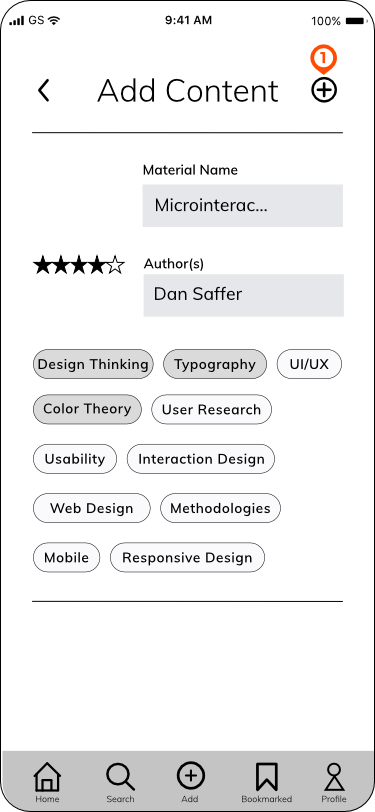 GS 9:41 AM 100%
1
Add Content
Material Name
Microinterac...
Author(s)
Dan Saffer
Design Thinking Typography UI/UX
Color Theory User Research
Usability Interaction Design
Web Design Methodologies
Mobile Responsive Design
Home Search Add Bookmarked Profile